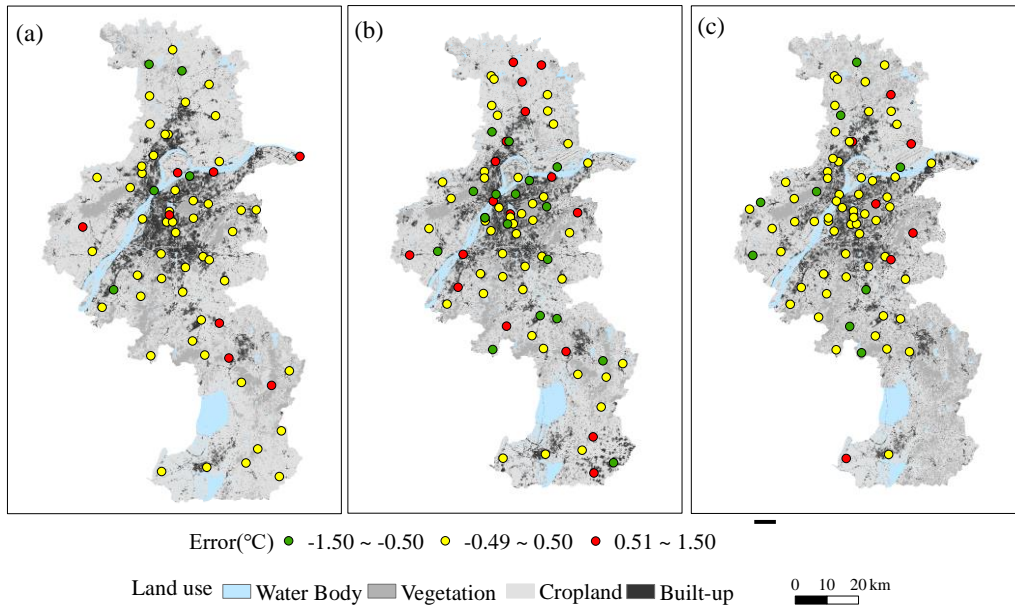 (a)
(b)
(c)
Error(℃) -1.50 ~ -0.50 -0.49 ~ 0.50 0.51 ~ 1.50
Land use Water Body Vegetation Cropland Built-up
0 10 20 km